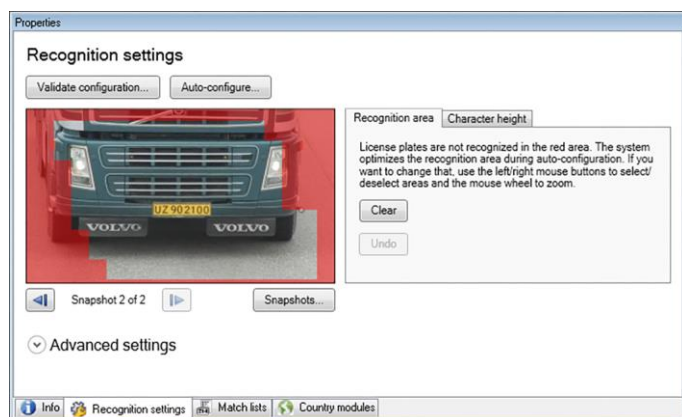 Properties
Recognition settings
Validate configuration...
Auto-configure...
Recognition area
Character height
License plates are not recognized in the red area. The system
optimizes the recognition area during auto-configuration. If you
want to change that, use the left/right mouse buttons to select/
deselect areas and the mouse wheel to zoom.
Clear
Undo
UZ 902100
VOLVO
VOLVO
Snapshot 2 of 2
Snapshots...
Advanced settings
Info
Recognition settings
Match lists
Country modules